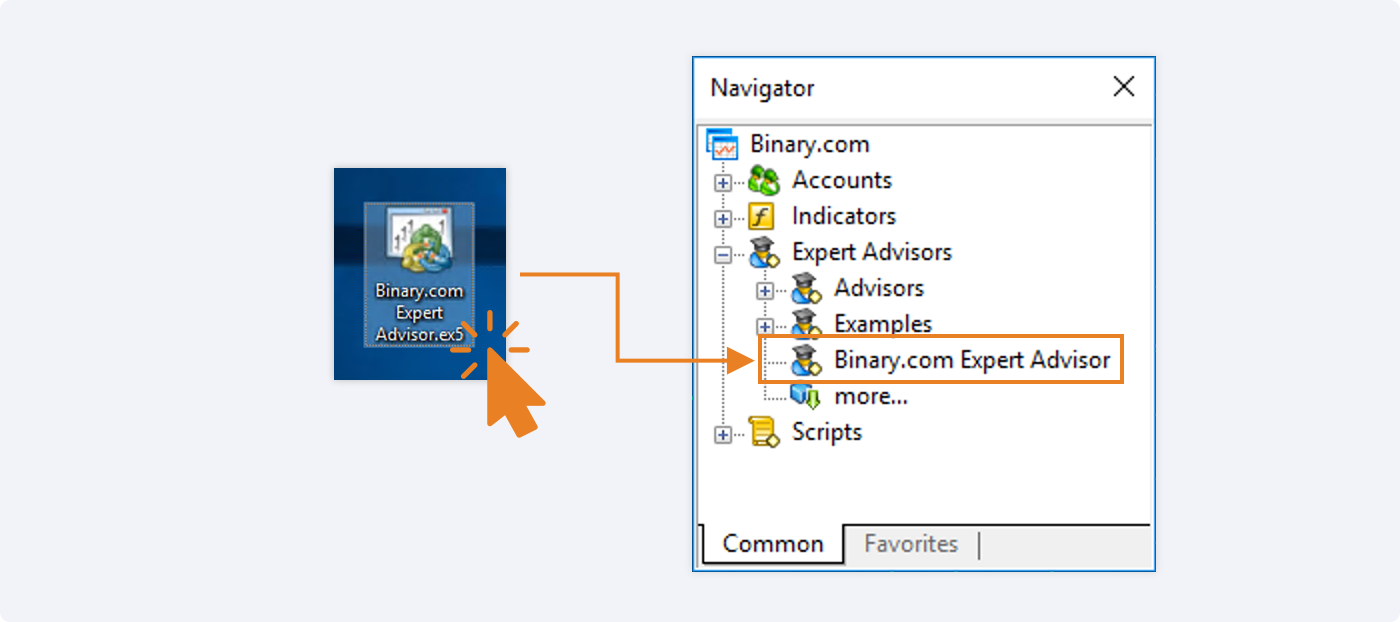 Binary.com
Expert
Advisor.ex5
Navigator
Binary.com
Accounts
Indicators
Expert Advisors
Advisors
Examples
Binary.com Expert Advisor
more...
Scripts
Common
Favorites